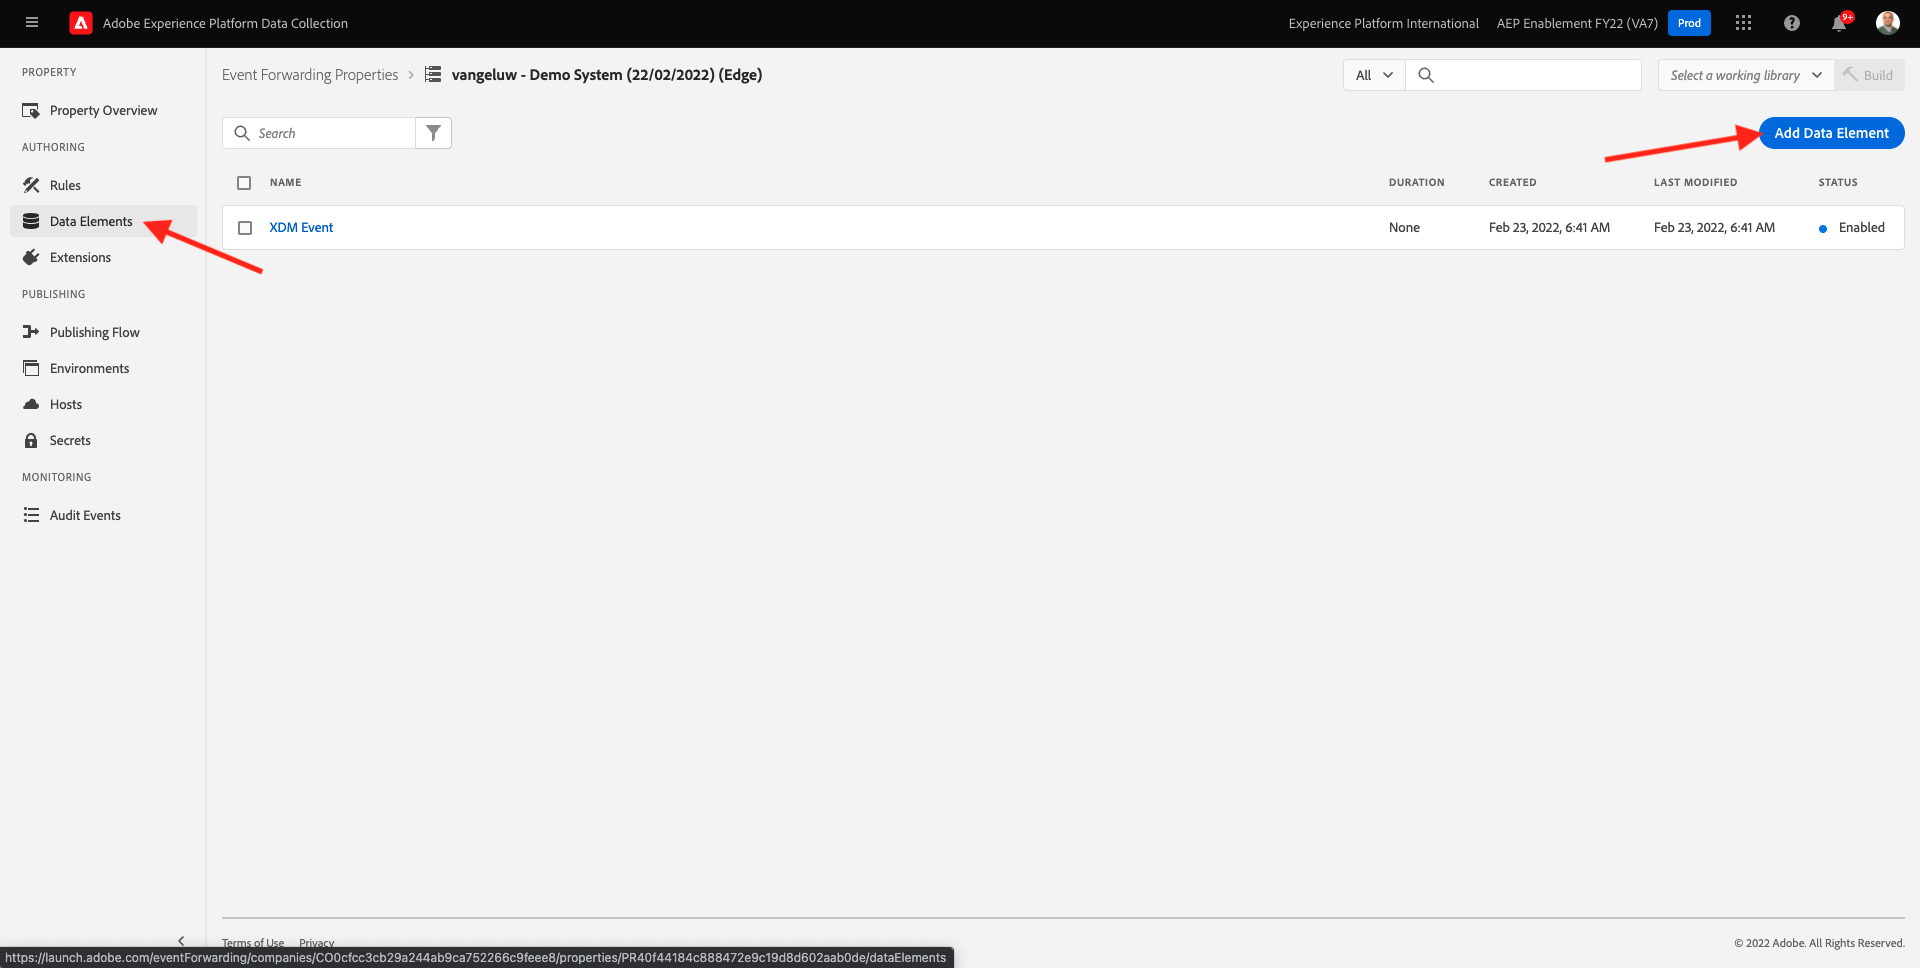 Adobe Experience Platform Data Collection
Experience Platform International
AEP Enablement FY22 (VA7)
Prod
9+
PROPERTY
Property Overview
AUTHORING
Rules
Data Elements
Extensions
PUBLISHING
Publishing Flow
Environments
Hosts
Secrets
MONITORING
Audit Events
Event Forwarding Properties > vangeluw - Demo System (22/02/2022) (Edge)
All
Select a working library
Build
Search
Add Data Element
NAME DURATION CREATED LAST MODIFIED STATUS
XDM Event None Feb 23, 2022, 6:41 AM Feb 23, 2022, 6:41 AM Enabled
Terms of Use Privacy
© 2022 Adobe. All Rights Reserved.
https://launch.adobe.com/eventForwarding/companies/CO0cfcc3cb29a244ab9ca752266c9feee8/properties/PR40f44184c888472e9c19d8d602aab0de/dataElements